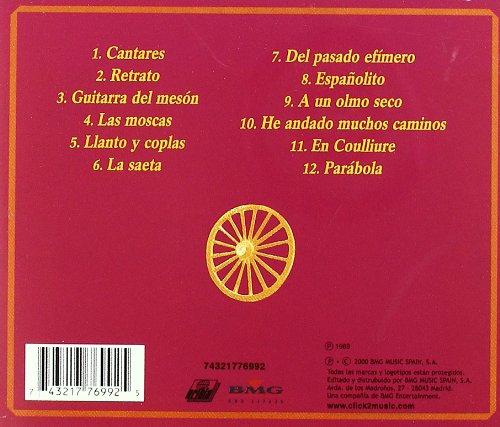 1. Cantares
2. Retrato
3. Guitarra del mesón
4. Las moscas
5. Llanto y coplas
6. La saeta
7. Del pasado efímero
8. Españolito
9. A un olmo seco
10. He andado muchos caminos
11. En Coulliure
12. Parábola
7 43217 76992 5
74321776992
BMG
Ⓟ 1969
Ⓟ · © 2000 BMG MUSIC SPAIN, S.A.
Todas las marcas y logotipos están protegidos.
Editado y distribuido por BMG MUSIC SPAIN, S.A.
Avda. de los Madroños, 27 - 28043 Madrid.
Una compañía de BMG Entertainment.
www.click2music.com